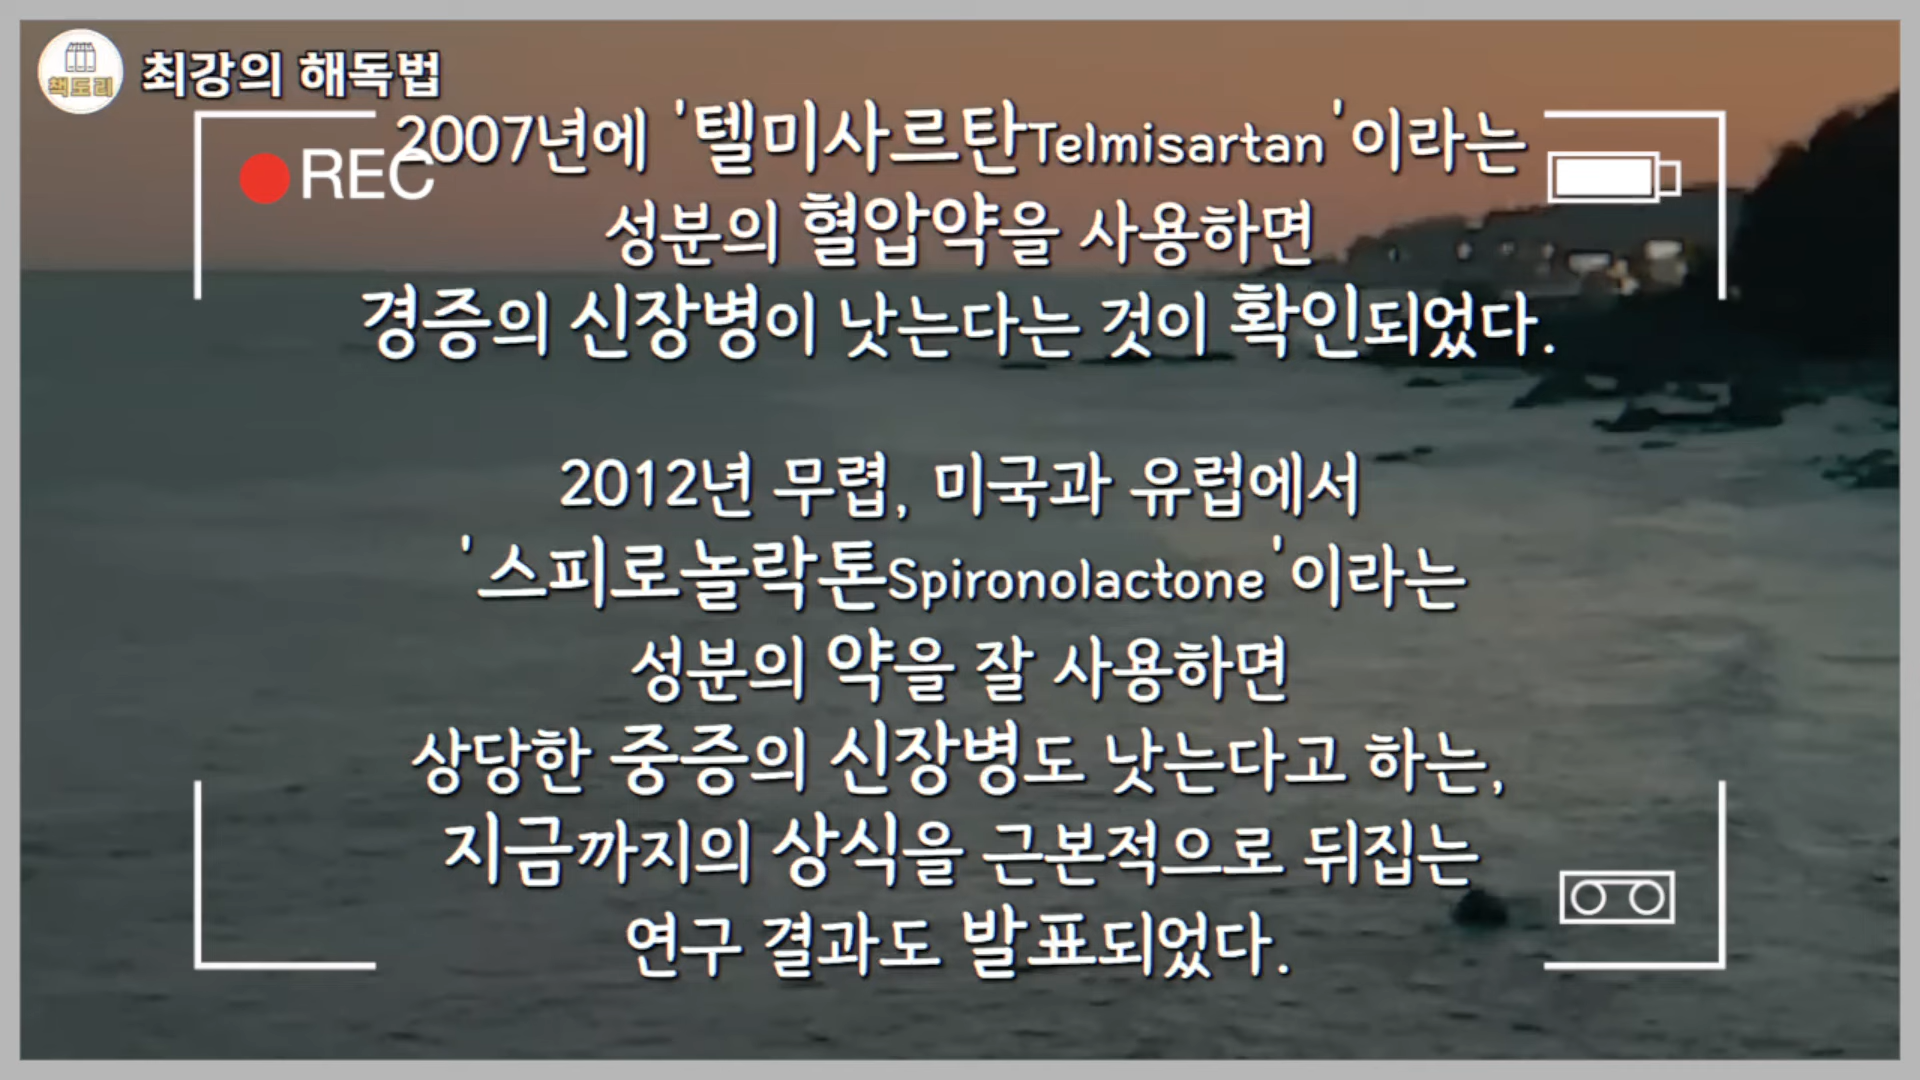 책도리
최강의 해독법
REC
2007년에 '텔미사르탄Telmisartan'이라는
성분의 혈압약을 사용하면
경증의 신장병이 낫는다는 것이 확인되었다.
2012년 무렵, 미국과 유럽에서
'스피로놀락톤Spironolactone'이라는
성분의 약을 잘 사용하면
상당한 중증의 신장병도 낫는다고 하는,
지금까지의 상식을 근본적으로 뒤집는
연구 결과도 발표되었다.